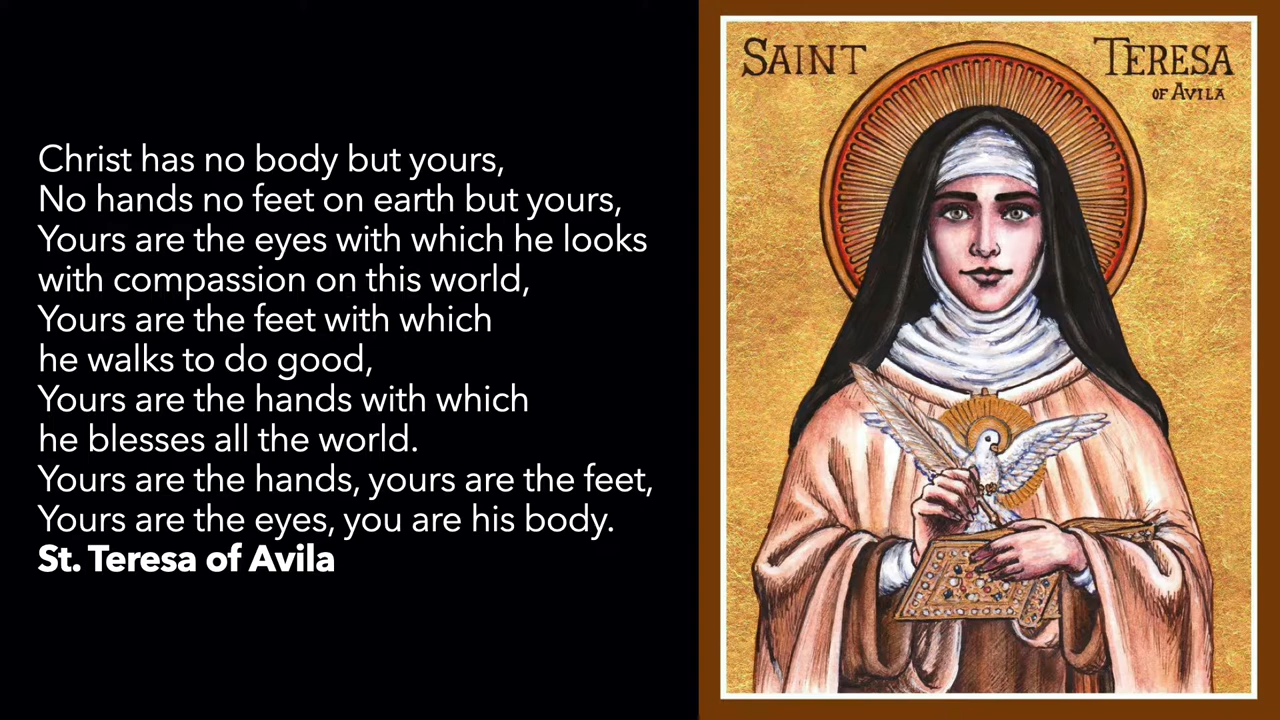 Christ has no body but yours,
No hands no feet on earth but yours,
Yours are the eyes with which he looks
with compassion on this world,
Yours are the feet with which
he walks to do good,
Yours are the hands with which
he blesses all the world.
Yours are the hands, yours are the feet,
Yours are the eyes, you are his body.
St. Teresa of Avila
SAINT TERESA
OF AVILA